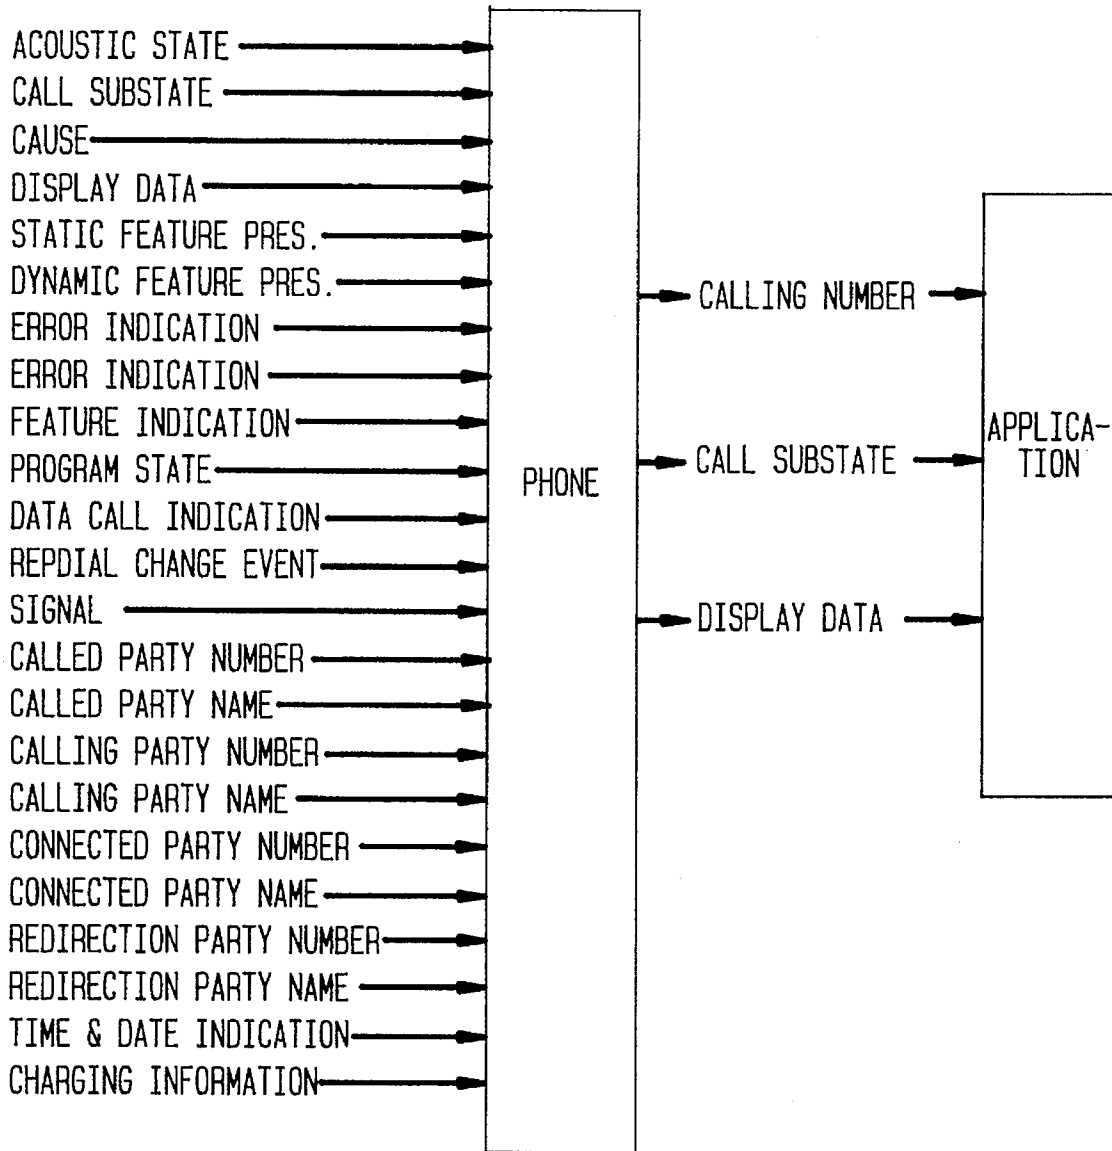 ACOUSTIC STATE
CALL SUBSTATE
CAUSE
DISPLAY DATA
STATIC FEATURE PRES.
DYNAMIC FEATURE PRES.
ERROR INDICATION
ERROR INDICATION
FEATURE INDICATION
PROGRAM STATE
DATA CALL INDICATION
REPDIAL CHANGE EVENT
SIGNAL
CALLED PARTY NUMBER
CALLED PARTY NAME
CALLING PARTY NUMBER
CALLING PARTY NAME
CONNECTED PARTY NUMBER
CONNECTED PARTY NAME
REDIRECTION PARTY NUMBER
REDIRECTION PARTY NAME
TIME & DATE INDICATION
CHARGING INFORMATION
PHONE
CALLING NUMBER
CALL SUBSTATE
DISPLAY DATA
APPLICA-
TION